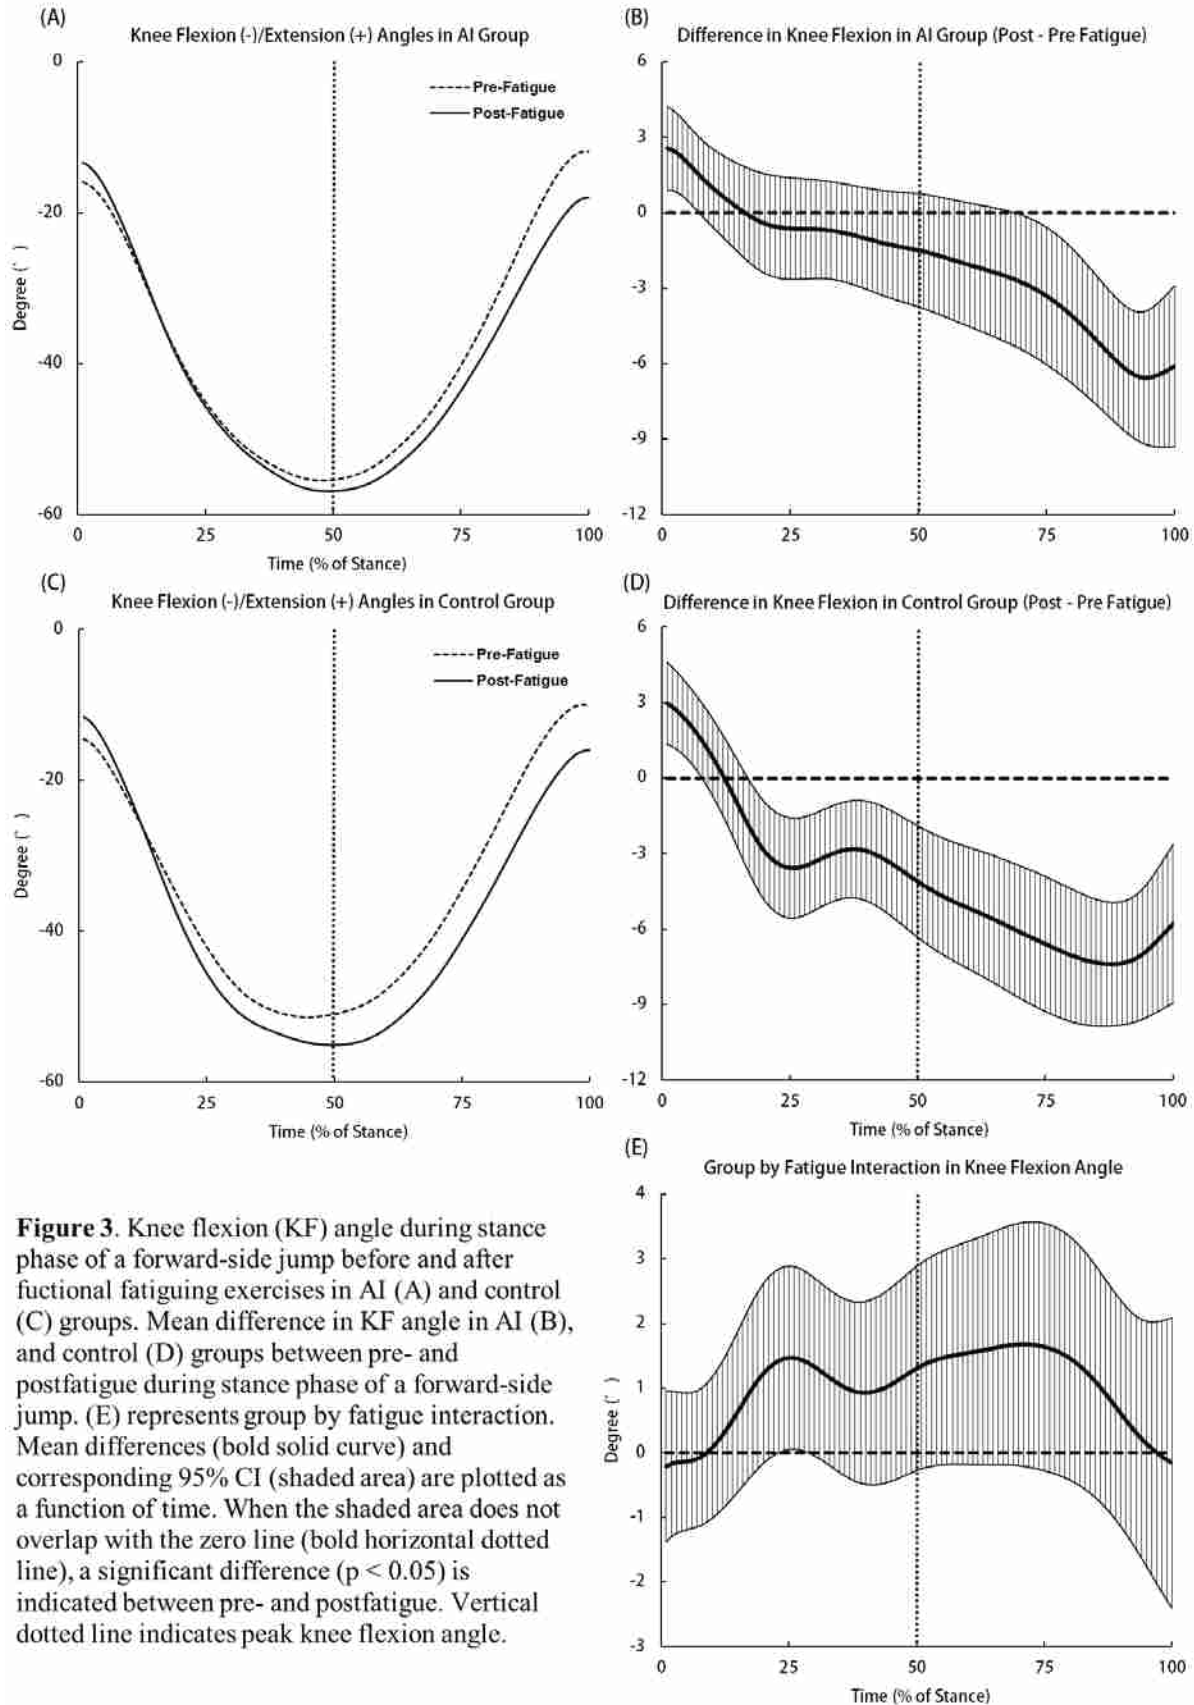 (A)
Knee Flexion (-)/Extension (+) Angles in AI Group
0
-20
-40
-60
Degree (˚)
Pre-Fatigue
Post-Fatigue
0 25 50 75 100
Time (% of Stance)
(B)
Difference in Knee Flexion in AI Group (Post - Pre Fatigue)
6
3
0
-3
-6
-9
-12
0 25 50 75 100
(C)
Knee Flexion (-)/Extension (+) Angles in Control Group
0
-20
-40
-60
Degree (˚)
Pre-Fatigue
Post-Fatigue
0 25 50 75 100
Time (% of Stance)
(D)
Difference in Knee Flexion in Control Group (Post - Pre Fatigue)
6
3
0
-3
-6
-9
-12
0 25 50 75 100
Time (% of Stance)
(E)
Group by Fatigue Interaction in Knee Flexion Angle
4
3
2
1
0
-1
-2
-3
Degree (˚)
0 25 50 75 100
Time (% of Stance)
Figure 3. Knee flexion (KF) angle during stance
phase of a forward-side jump before and after
fuctional fatiguing exercises in AI (A) and control
(C) groups. Mean difference in KF angle in AI (B),
and control (D) groups between pre- and
postfatigue during stance phase of a forward-side
jump. (E) represents group by fatigue interaction.
Mean differences (bold solid curve) and
corresponding 95% CI (shaded area) are plotted as
a function of time. When the shaded area does not
overlap with the zero line (bold horizontal dotted
line), a significant difference (p < 0.05) is
indicated between pre- and postfatigue. Vertical
dotted line indicates peak knee flexion angle.